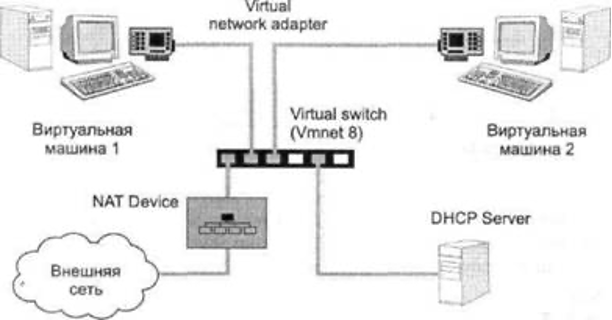 Virtual
network adapter
Виртуальная
машина 1
Virtual switch
(Vmnet 8)
Виртуальная
машина 2
NAT Device
DHCP Server
Внешняя
сеть